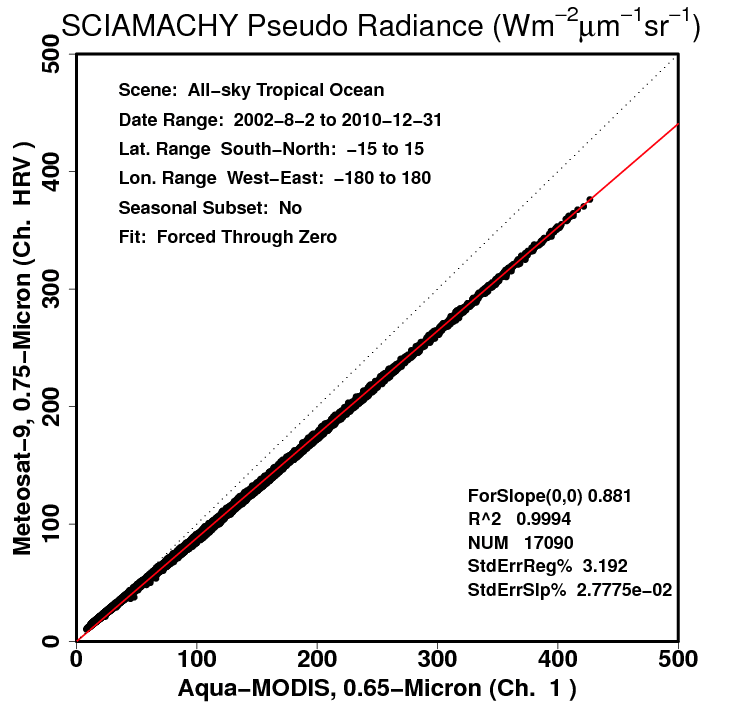 SCIAMACHY Pseudo Radiance (Wm⁻²μm⁻¹sr⁻¹)
500
400
300
200
100
0
Meteosat−9, 0.75−Micron (Ch. HRV )
Scene: All−sky Tropical Ocean
Date Range: 2002−8−2 to 2010−12−31
Lat. Range South−North: −15 to 15
Lon. Range West−East: −180 to 180
Seasonal Subset: No
Fit: Forced Through Zero
ForSlope(0,0) 0.881
R^2 0.9994
NUM 17090
StdErrReg% 3.192
StdErrSlp% 2.7775e−02
0 100 200 300 400 500
Aqua−MODIS, 0.65−Micron (Ch. 1 )